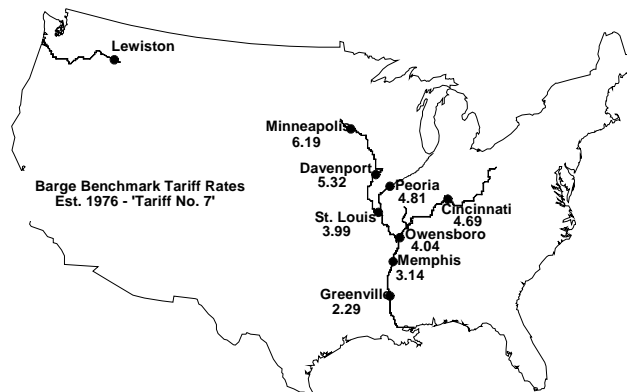 Lewiston
Minneapolis
6.19
Davenport
5.32
Barge Benchmark Tariff Rates
Est. 1976 - 'Tariff No. 7'
Peoria
4.81
St. Louis
3.99
Cincinnati
4.69
Owensboro
4.04
Memphis
3.14
Greenville
2.29